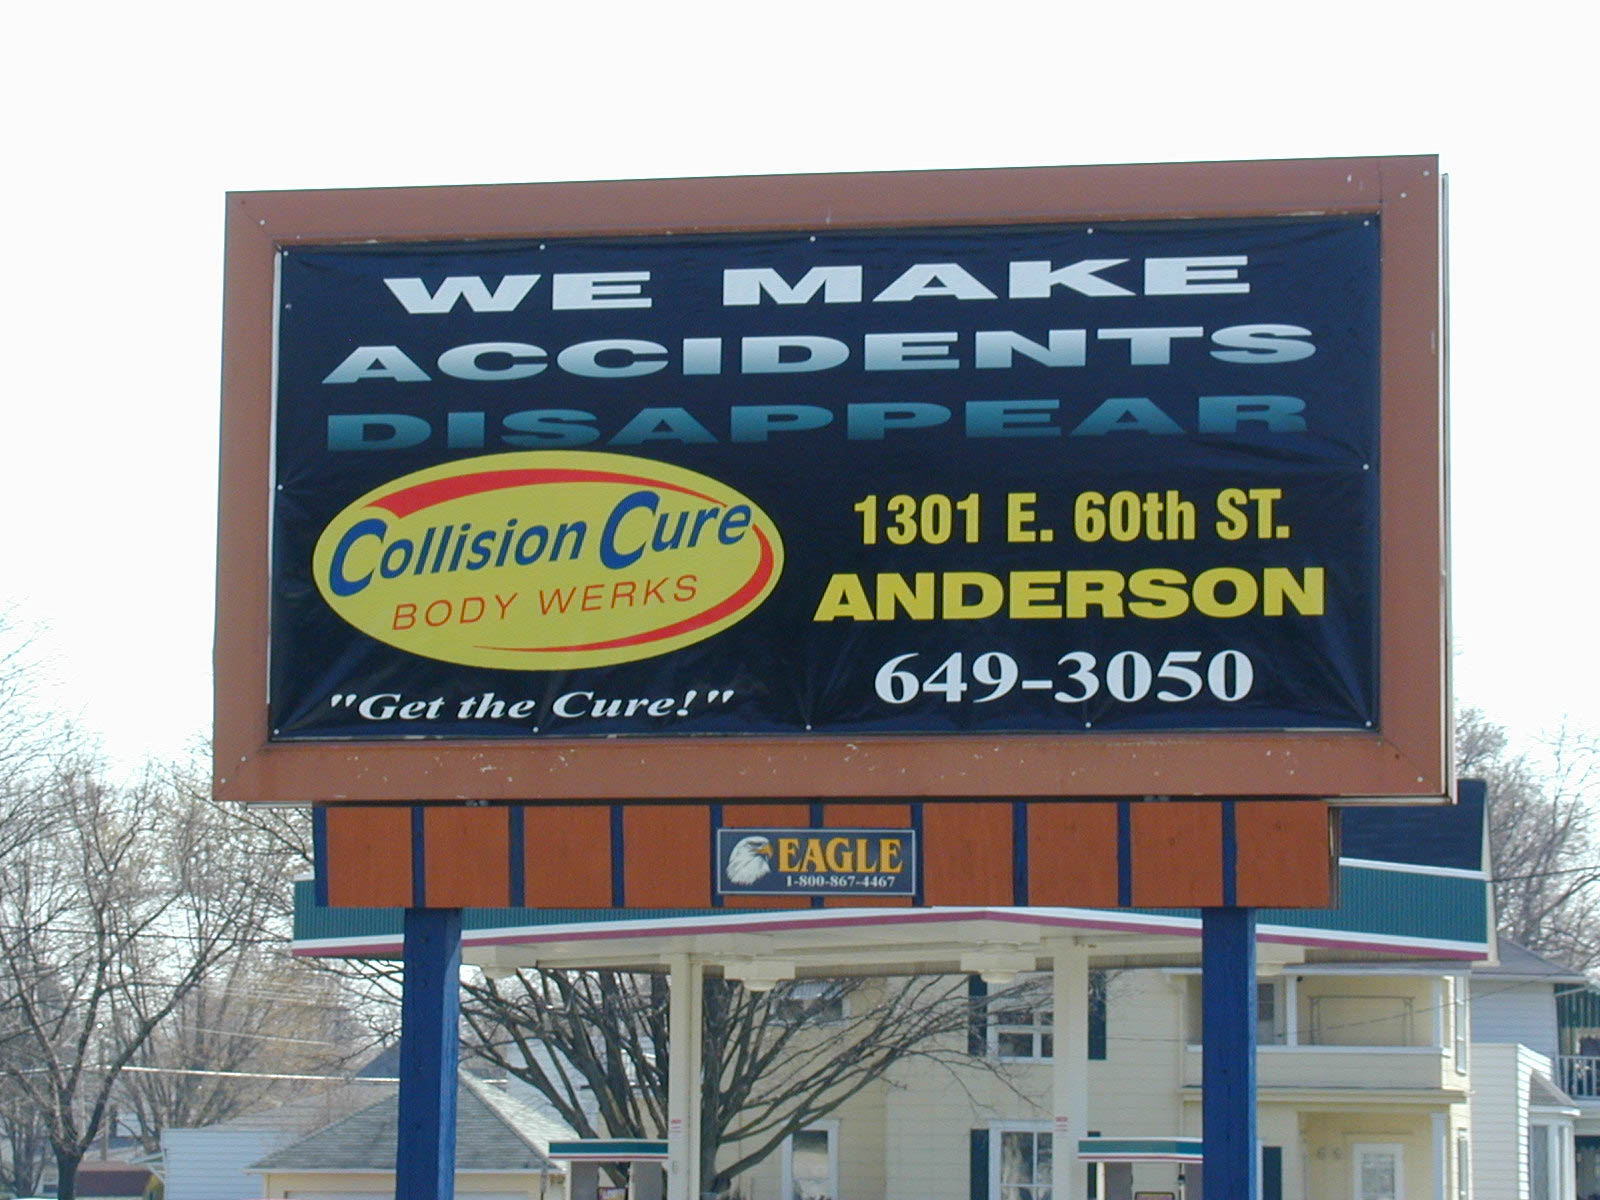 WE MAKE
ACCIDENTS
DISAPPEAR
Collision Cure
BODY WERKS
"Get the Cure!"
1301 E. 60th ST.
ANDERSON
649-3050
EAGLE
1-800-867-4467